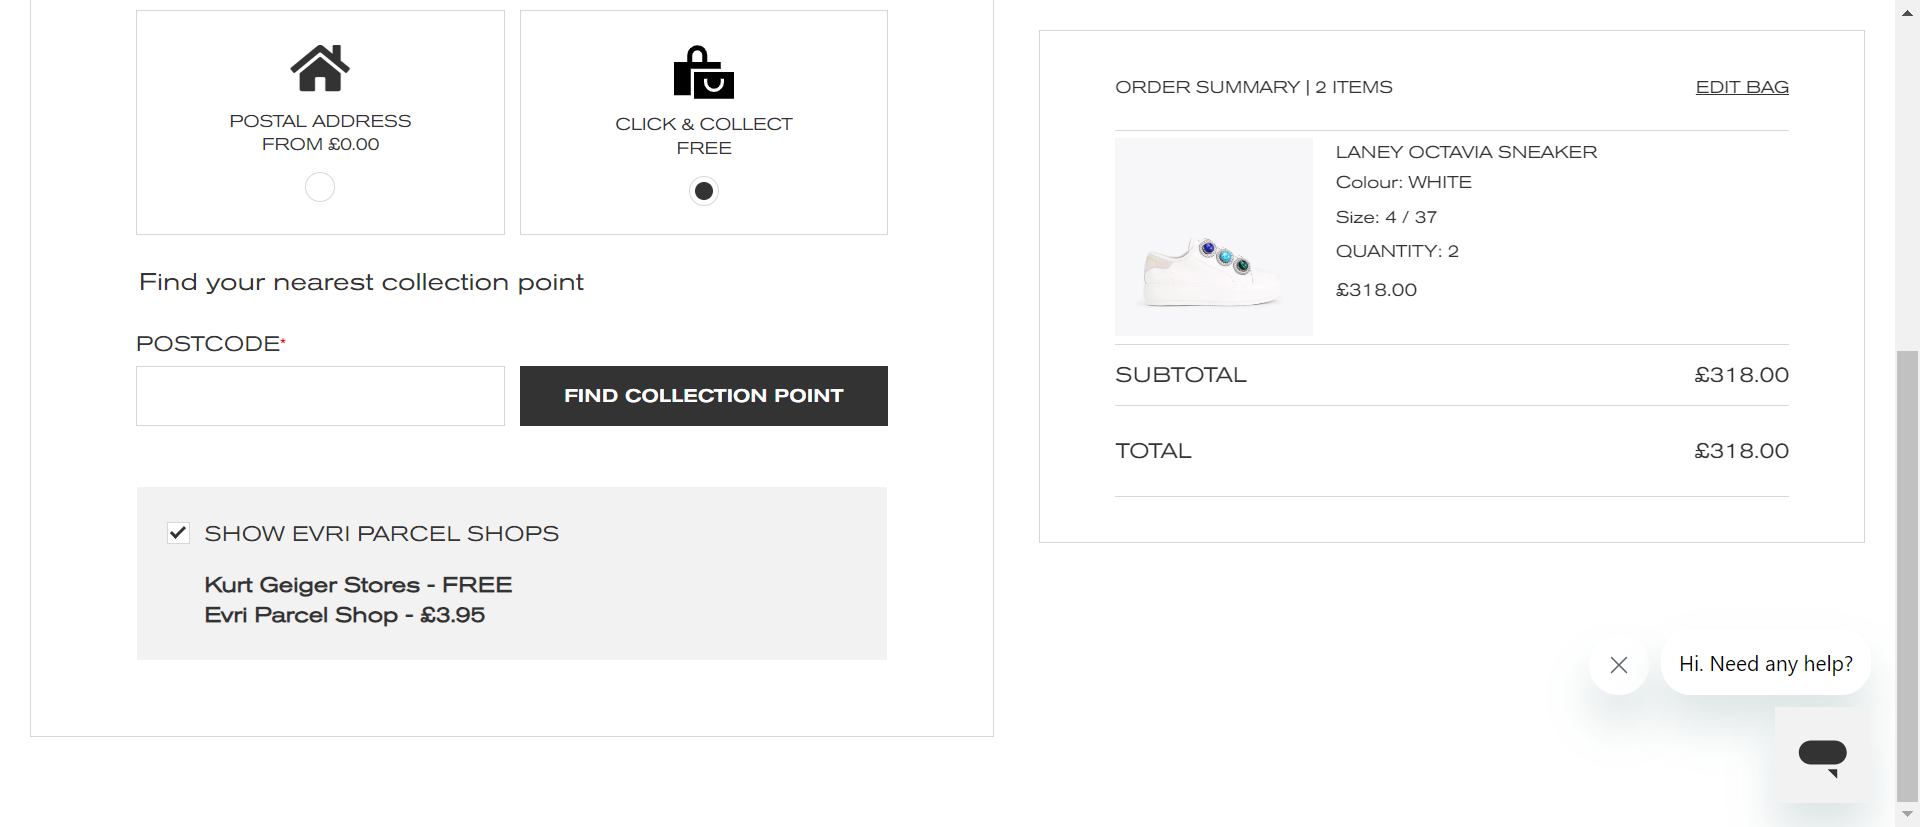 POSTAL ADDRESS
FROM £0.00
CLICK & COLLECT
FREE
Find your nearest collection point
POSTCODE*
FIND COLLECTION POINT
SHOW EVRI PARCEL SHOPS
Kurt Geiger Stores - FREE
Evri Parcel Shop - £3.95
ORDER SUMMARY | 2 ITEMS
EDIT BAG
LANEY OCTAVIA SNEAKER
Colour: WHITE
Size: 4 / 37
QUANTITY: 2
£318.00
SUBTOTAL £318.00
TOTAL £318.00
Hi. Need any help?